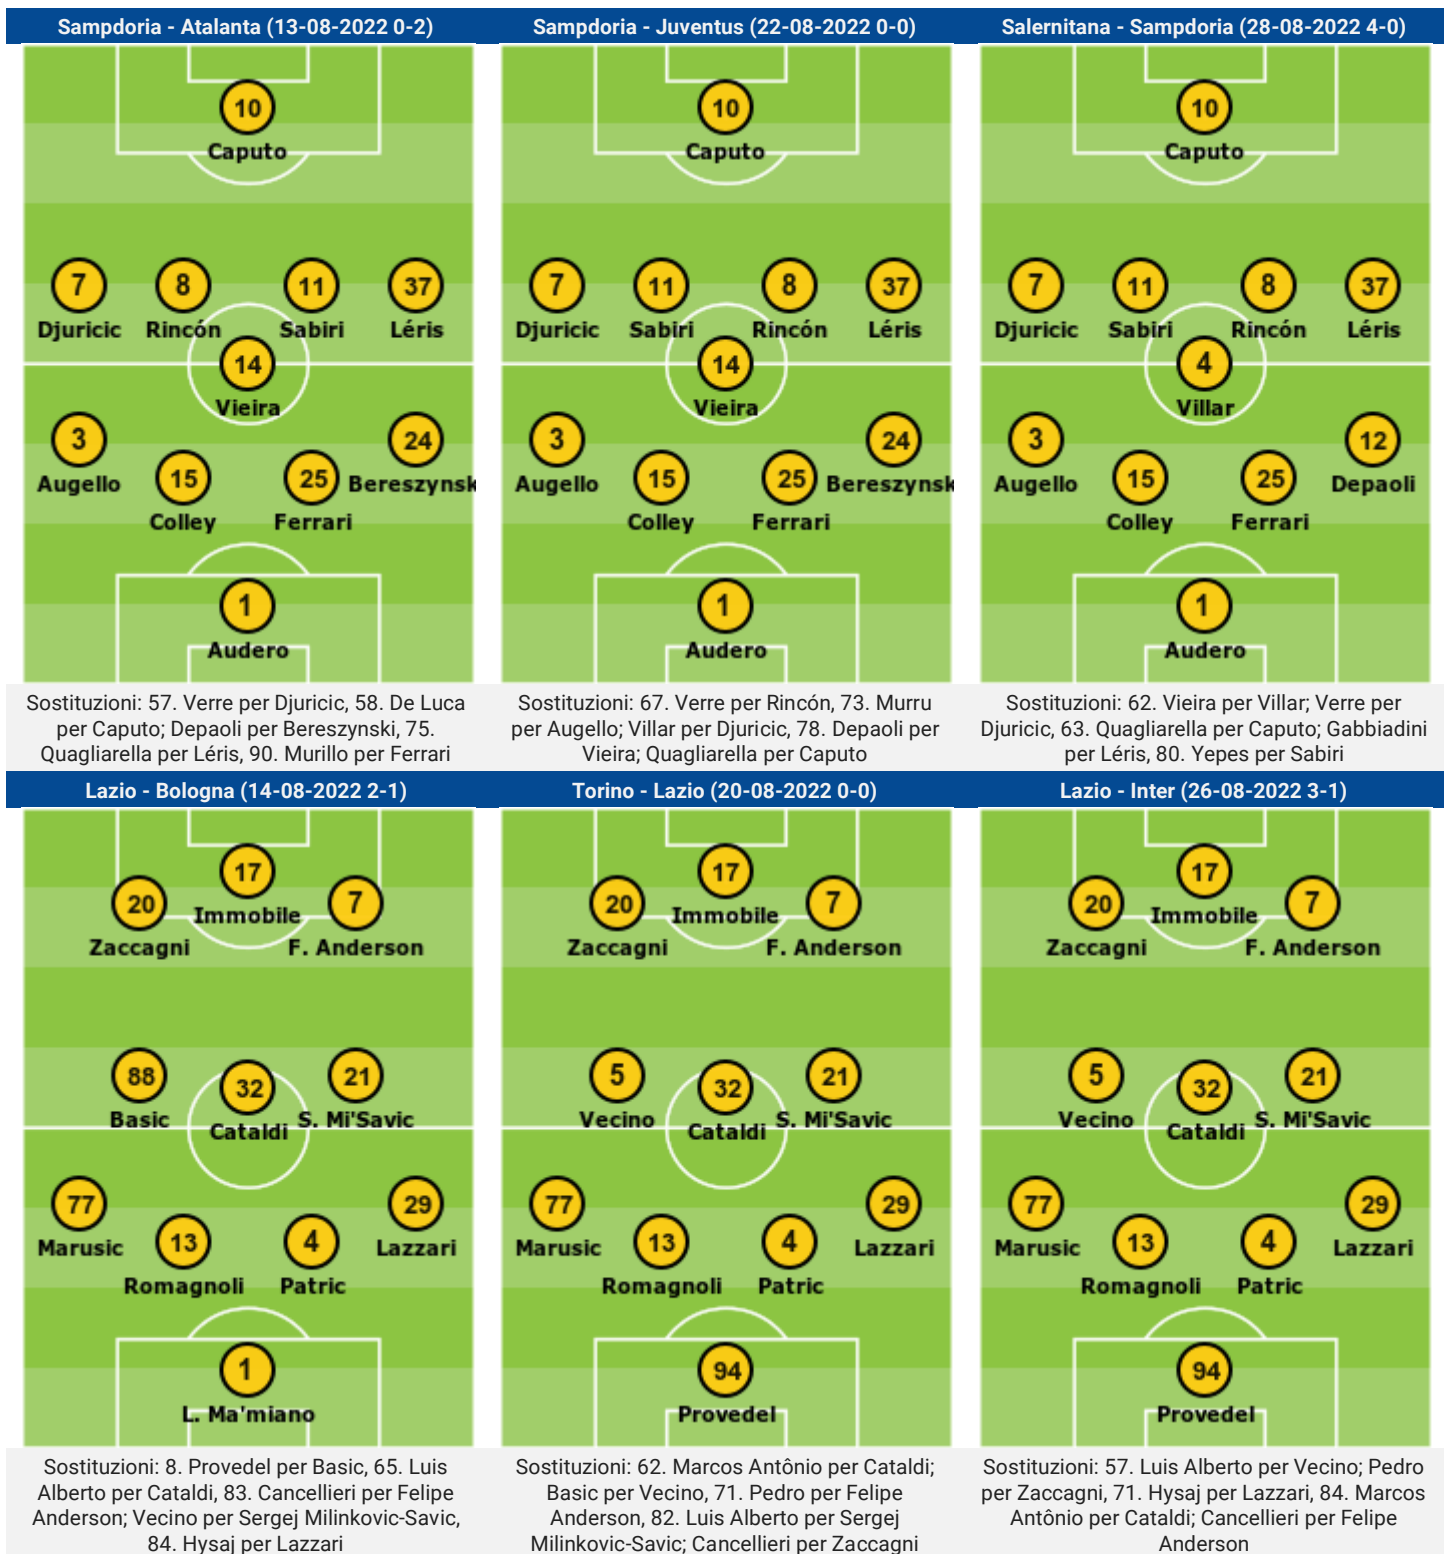 Sampdoria - Atalanta (13-08-2022 0-2)
10
Caputo
7 8 11 37
Djuricic Rincón Sabiri Léris
14
Vieira
3 24
15 25
Augello Bereszynsk
Colley Ferrari
1
Audero
Sostituzioni: 57. Verre per Djuricic, 58. De Luca
per Caputo; Depaoli per Bereszynski, 75.
Quagliarella per Léris, 90. Murillo per Ferrari
Sampdoria - Juventus (22-08-2022 0-0)
10
Caputo
7 11 8 37
Djuricic Sabiri Rincón Léris
14
Vieira
3 24
15 25
Augello Bereszynsk
Colley Ferrari
1
Audero
Sostituzioni: 67. Verre per Rincón, 73. Murru
per Augello; Villar per Djuricic, 78. Depaoli per
Vieira; Quagliarella per Caputo
Salernitana - Sampdoria (28-08-2022 4-0)
10
Caputo
7 11 8 37
Djuricic Sabiri Rincón Léris
4
Villar
3 12
15 25
Augello Depaoli
Colley Ferrari
1
Audero
Sostituzioni: 62. Vieira per Villar; Verre per
Djuricic, 63. Quagliarella per Caputo; Gabbiadini
per Léris, 80. Yepes per Sabiri
Lazio - Bologna (14-08-2022 2-1)
17
20 7
Immobile
Zaccagni F. Anderson
88 32 21
Basic S. Mi'Savic
Cataldi
77 29
13 4
Marusic Lazzari
Romagnoli Patric
1
L. Ma'miano
Sostituzioni: 8. Provedel per Basic, 65. Luis
Alberto per Cataldi, 83. Cancellieri per Felipe
Anderson; Vecino per Sergej Milinkovic-Savic,
84. Hysaj per Lazzari
Torino - Lazio (20-08-2022 0-0)
17
20 7
Immobile
Zaccagni F. Anderson
5 32 21
Vecino S. Mi'Savic
Cataldi
77 29
13 4
Marusic Lazzari
Romagnoli Patric
94
Provedel
Sostituzioni: 62. Marcos Antônio per Cataldi;
Basic per Vecino, 71. Pedro per Felipe
Anderson, 82. Luis Alberto per Sergej
Milinkovic-Savic; Cancellieri per Zaccagni
Lazio - Inter (26-08-2022 3-1)
17
20 7
Immobile
Zaccagni F. Anderson
5 32 21
Vecino S. Mi'Savic
Cataldi
77 29
13 4
Marusic Lazzari
Romagnoli Patric
94
Provedel
Sostituzioni: 57. Luis Alberto per Vecino; Pedro
per Zaccagni, 71. Hysaj per Lazzari, 84. Marcos
Antônio per Cataldi; Cancellieri per Felipe
Anderson